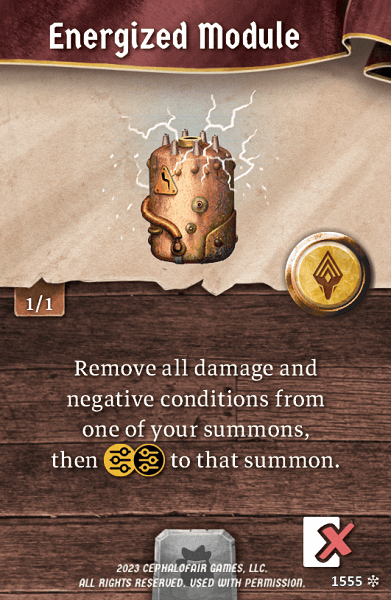 Energized Module
1/1
Remove all damage and
negative conditions from
one of your summons,
then to that summon.
2023 CEPHALOFAIR GAMES, LLC.
ALL RIGHTS RESERVED. USED WITH PERMISSION.
1555